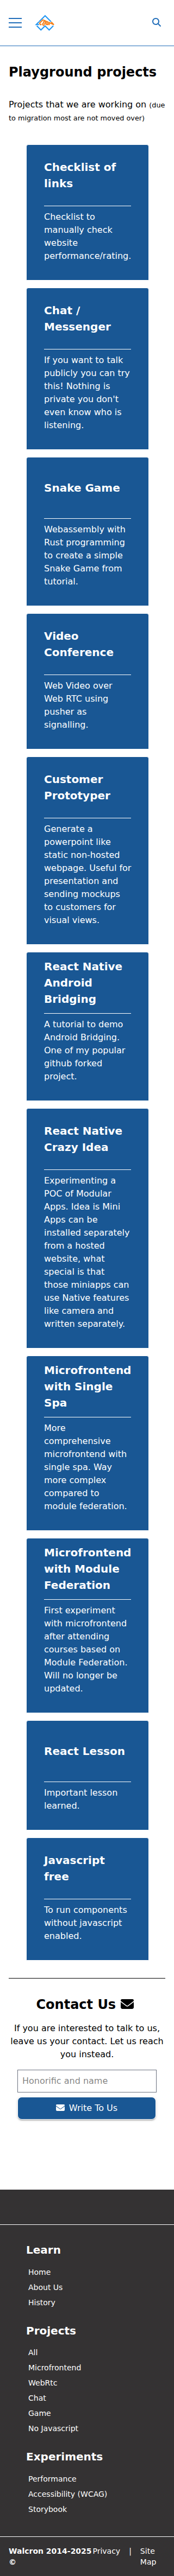 Playground projects
Projects that we are working on (due
to migration most are not moved over)
Checklist of
links
Checklist to
manually check
website
performance/rating.
Chat /
Messenger
If you want to talk
publicly you can try
this! Nothing is
private you don't
even know who is
listening.
Snake Game
Webassembly with
Rust programming
to create a simple
Snake Game from
tutorial.
Video
Conference
Web Video over
Web RTC using
pusher as
signalling.
Customer
Prototyper
Generate a
powerpoint like
static non-hosted
webpage. Useful for
presentation and
sending mockups
to customers for
visual views.
React Native
Android
Bridging
A tutorial to demo
Android Bridging.
One of my popular
github forked
project.
React Native
Crazy Idea
Experimenting a
POC of Modular
Apps. Idea is Mini
Apps can be
installed separately
from a hosted
website, what
special is that
those miniapps can
use Native features
like camera and
written separately.
Microfrontend
with Single
Spa
More
comprehensive
microfrontend with
single spa. Way
more complex
compared to
module federation.
Microfrontend
with Module
Federation
First experiment
with microfrontend
after attending
courses based on
Module Federation.
Will no longer be
updated.
React Lesson
Important lesson
learned.
Javascript
free
To run components
without javascript
enabled.
Contact Us
If you are interested to talk to us,
leave us your contact. Let us reach
you instead.
Honorific and name
Write To Us
Learn
Home
About Us
History
Projects
All
Microfrontend
WebRtc
Chat
Game
No Javascript
Experiments
Performance
Accessibility (WCAG)
Storybook
Walcron 2014-2025 Privacy | Site
© Map